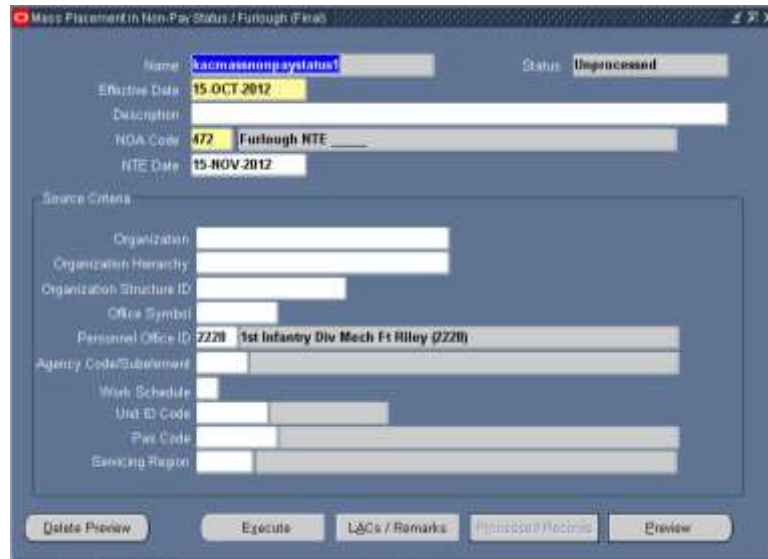 Mass Placement in Non-Pay Status / Furlough (Final)
Name kacmassnonpaystatus1 Status Unprocessed
Effective Date 15-OCT-2012
Description
NOA Code 472 Furlough NTE _____
NTE Date 15-NOV-2012
Source Criteria
Organization
Organization Hierarchy
Organization Structure ID
Office Symbol
Personnel Office ID 2220 1st Infantry Div Mech Ft Riley (2220)
Agency Code/Subelement
Work Schedule
Unit ID Code
Pas Code
Servicing Region
Delete Preview Execute LACs / Remarks Processed Records Preview